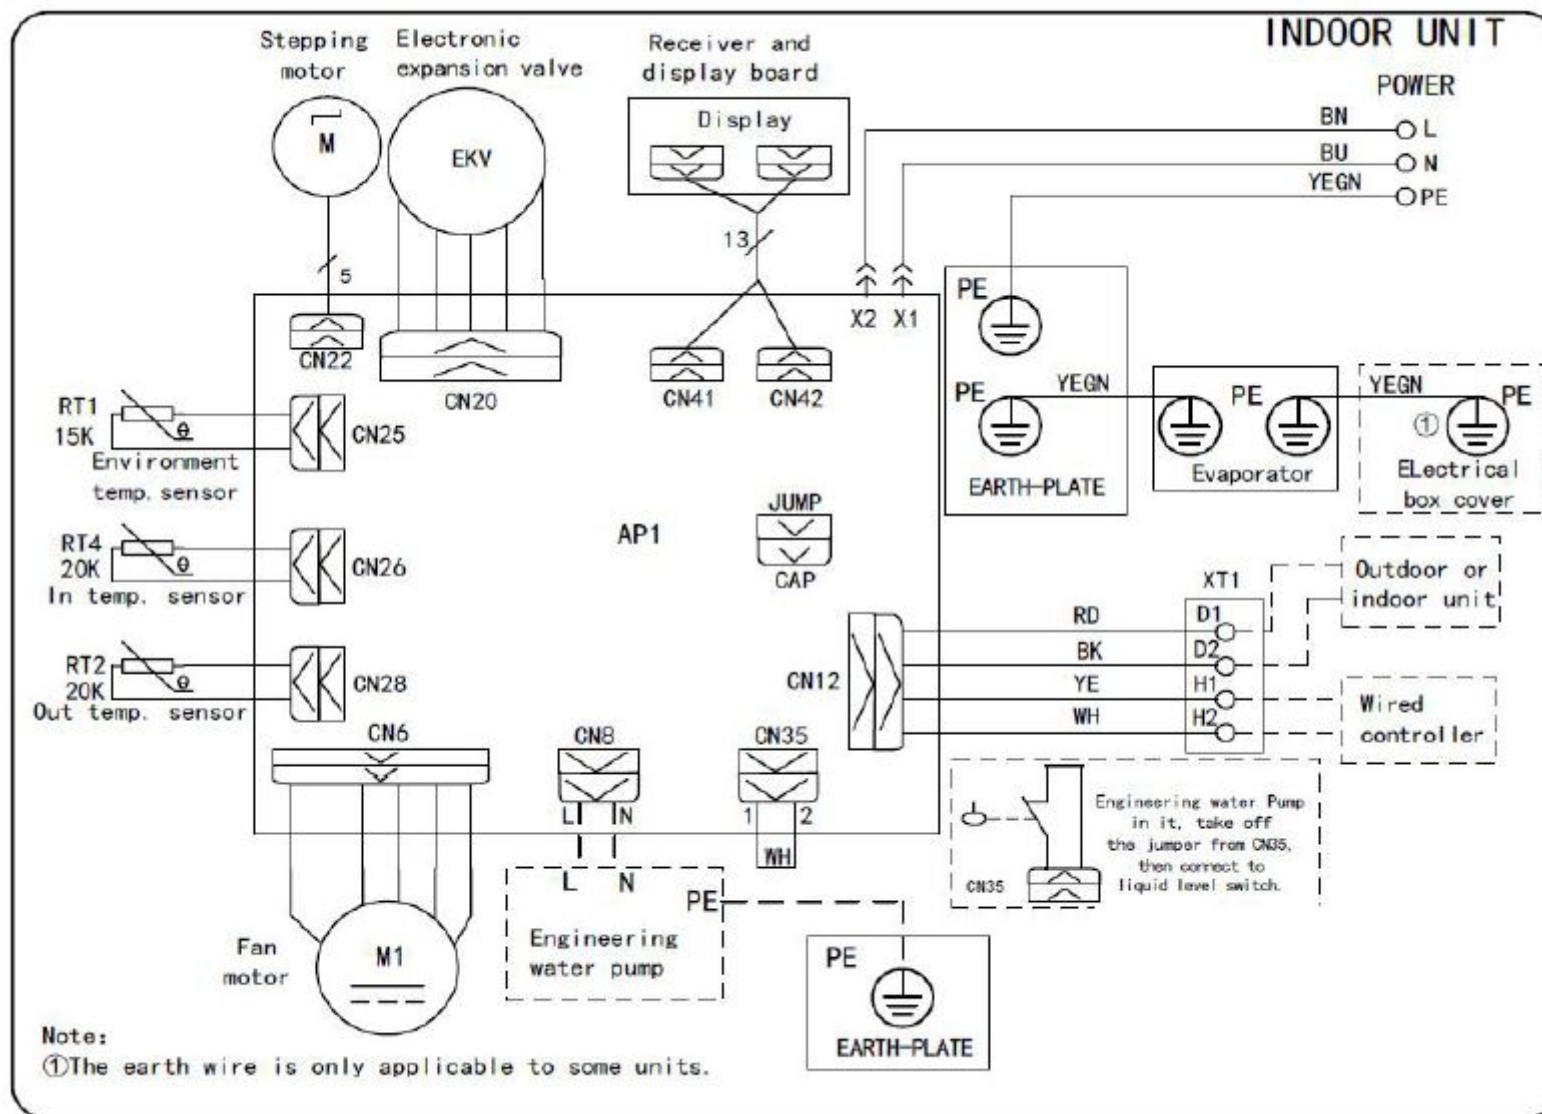 INDOOR UNIT
Stepping
motor
Electronic
expansion valve
Receiver and
display board
POWER
Display
M
EKV
BN
L
BU
N
YEGN
PE
13
5
X2
X1
PE
CN22
CN20
CN41
CN42
PE
YEGN
PE
YEGN
PE
①
EARTH-PLATE
Evaporator
ELectrical
box cover
RT1
15K
θ
CN25
Environment
temp. sensor
JUMP
AP1
CAP
RT4
20K
θ
CN26
In temp. sensor
XT1
Outdoor or
indoor unit
RT2
20K
θ
CN28
Out temp. sensor
CN12
RD
D1
BK
D2
YE
H1
WH
H2
Wired
controller
CN6
CN8
CN35
L
N
1
2
WH
L
N
PE
Engineering water Pump
in it, take off
the jumper from CN35,
then connect to
liquid level switch.
CN35
Fan
motor
M1
Engineering
water pump
PE
EARTH-PLATE
Note:
①The earth wire is only applicable to some units.